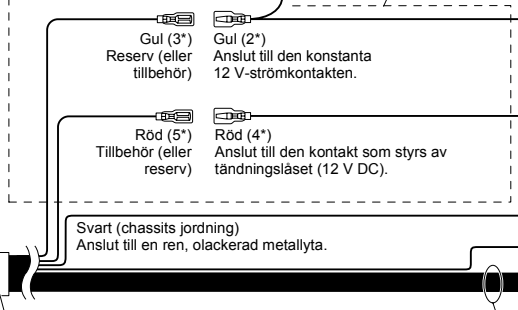 Gul (3*)
Reserv (eller
tillbehör)
Gul (2*)
Anslut till den konstanta
12 V-strömkontakten.
Röd (5*)
Tillbehör (eller
reserv)
Röd (4*)
Anslut till den kontakt som styrs av
tändningslåset (12 V DC).
Svart (chassits jordning)
Anslut till en ren, olackerad metallyta.